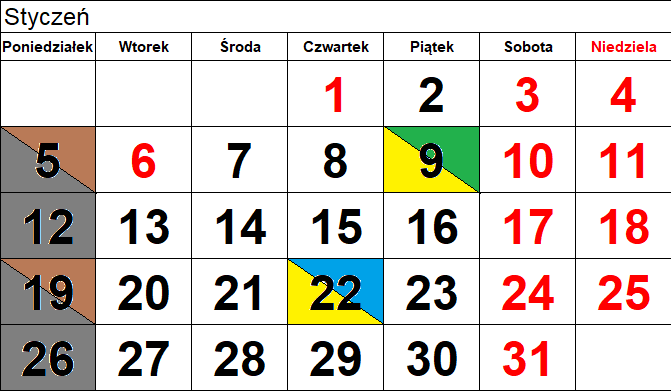 Styczeń
Poniedziałek Wtorek Środa Czwartek Piątek Sobota Niedziela
1 2 3 4
5 6 7 8 9 10 11
12 13 14 15 16 17 18
19 20 21 22 23 24 25
26 27 28 29 30 31